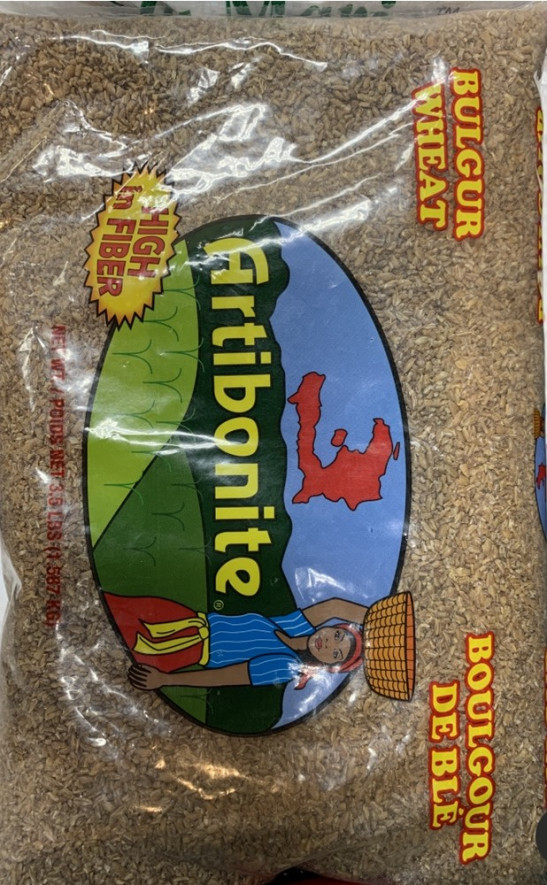 BULGUR
WHEAT
BOULGOUR
DE BLÉ
HIGH
in FIBER
Artibonite®
NET WT. / POIDS NET 3.5 LBS (1.587 KG)